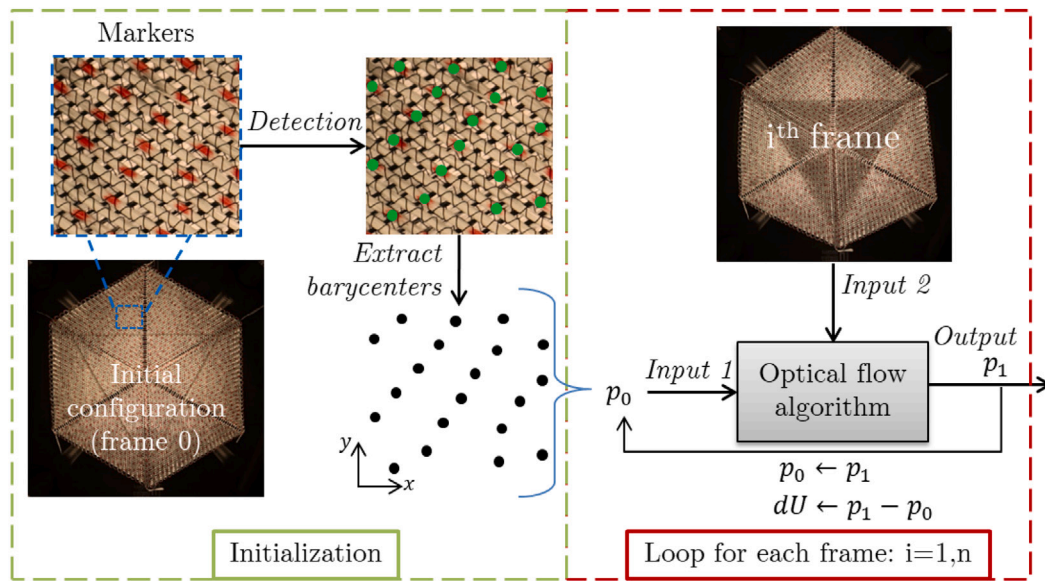 Markers
Detection
Extract
barycenters
Initial
configuration
(frame 0)
y
x
Initialization
iᵗʰ frame
Input 2
Input 1
p₀
Optical flow
algorithm
Output
p₁
p₀ ← p₁
dU ← p₁ − p₀
Loop for each frame: i=1,n